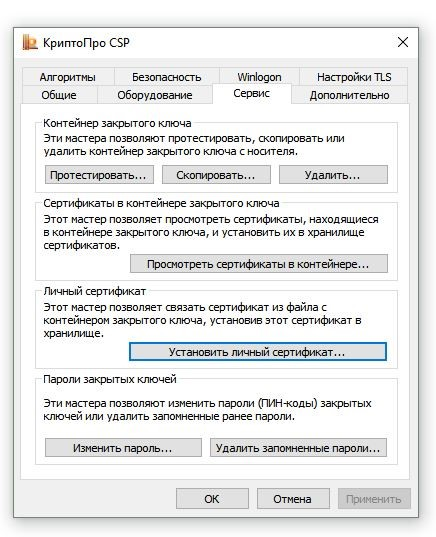 КриптоПро CSP
Алгоритмы Безопасность Winlogon Настройки TLS
Общие Оборудование Сервис Дополнительно
Контейнер закрытого ключа
Эти мастера позволяют протестировать, скопировать или
удалить контейнер закрытого ключа с носителя.
Протестировать... Скопировать... Удалить...
Сертификаты в контейнере закрытого ключа
Этот мастер позволяет просмотреть сертификаты, находящиеся
в контейнере закрытого ключа, и установить их в хранилище
сертификатов.
Просмотреть сертификаты в контейнере...
Личный сертификат
Этот мастер позволяет связать сертификат из файла с
контейнером закрытого ключа, установив этот сертификат в
хранилище.
Установить личный сертификат...
Пароли закрытых ключей
Эти мастера позволяют изменить пароли (ПИН-коды) закрытых
ключей или удалить запомненные ранее пароли.
Изменить пароль... Удалить запомненные пароли...
ОК Отмена Применить